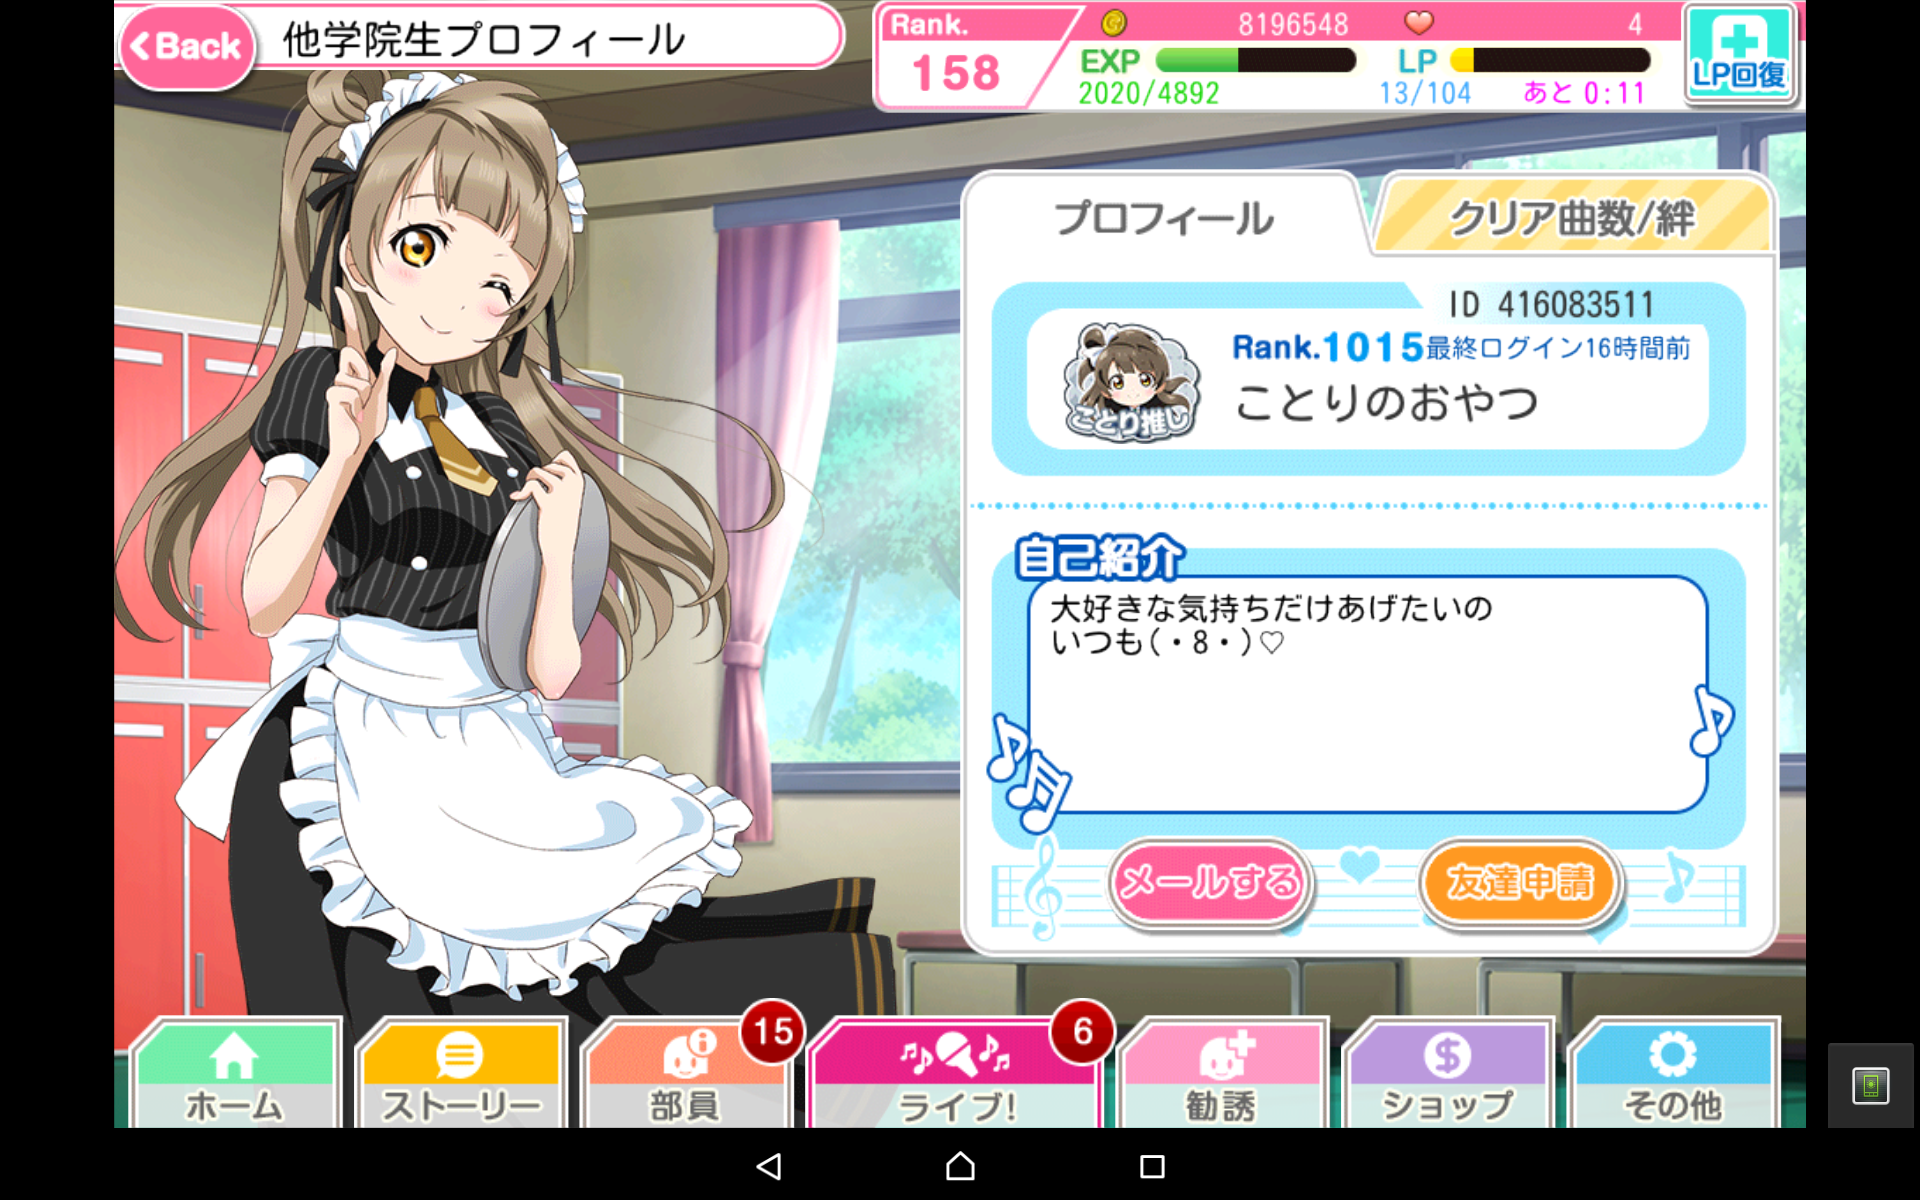 Back
他学院生プロフィール
Rank.
158
8196548
4
EXP
2020/4892
LP
13/104
あと 0:11
LP回復
プロフィール
クリア曲数/絆
ID 416083511
Rank.1015最終ログイン16時間前
ことり推し
ことりのおやつ
自己紹介
大好きな気持ちだけあげたいの
いつも(・8・)♡
メールする
友達申請
15
6
ホーム
ストーリー
部員
ライブ!
勧誘
ショップ
その他